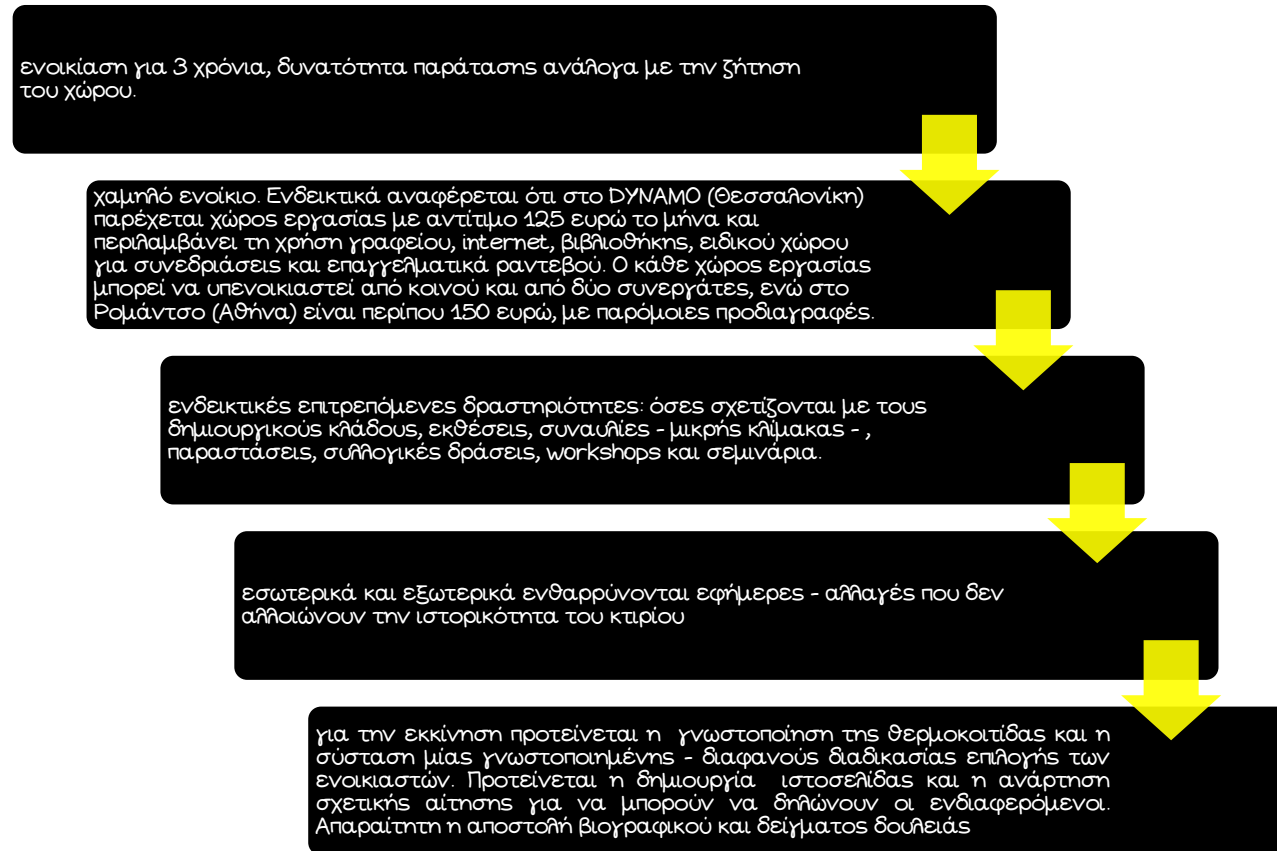 ενοικίαση για 3 χρόνια, δυνατότητα παράτασης ανάλογα με την ζήτηση
του χώρου.
χαμηλό ενοίκιο. Ενδεικτικά αναφέρεται ότι στο DYNAMO (Θεσσαλονίκη)
παρέχεται χώρος εργασίας με αντίτιμο 125 ευρώ το μήνα και
περιλαμβάνει τη χρήση γραφείου, internet, βιβλιοθήκης, ειδικού χώρου
για συνεδριάσεις και επαγγελματικά ραντεβού. Ο κάθε χώρος εργασίας
μπορεί να υπενοικιαστεί από κοινού και από δύο συνεργάτες, ενώ στο
Ρομάντσο (Αθήνα) είναι περίπου 150 ευρώ, με παρόμοιες προδιαγραφές.
ενδεικτικές επιτρεπόμενες δραστηριότητες: όσες σχετίζονται με τους
δημιουργικούς κλάδους, εκθέσεις, συναυλίες - μικρής κλίμακας - ,
παραστάσεις, συλλογικές δράσεις, workshops και σεμινάρια.
εσωτερικά και εξωτερικά ενθαρρύνονται εφήμερες - αλλαγές που δεν
αλλοιώνουν την ιστορικότητα του κτιρίου
για την εκκίνηση προτείνεται η γνωστοποίηση της θερμοκοιτίδας και η
σύσταση μίας γνωστοποιημένης - διαφανούς διαδικασίας επιλογής των
ενοικιαστών. Προτείνεται η δημιουργία ιστοσελίδας και η ανάρτηση
σχετικής αίτησης για να μπορούν να δηλώνουν οι ενδιαφερόμενοι.
Απαραίτητη η αποστολή βιογραφικού και δείγματος δουλειάς